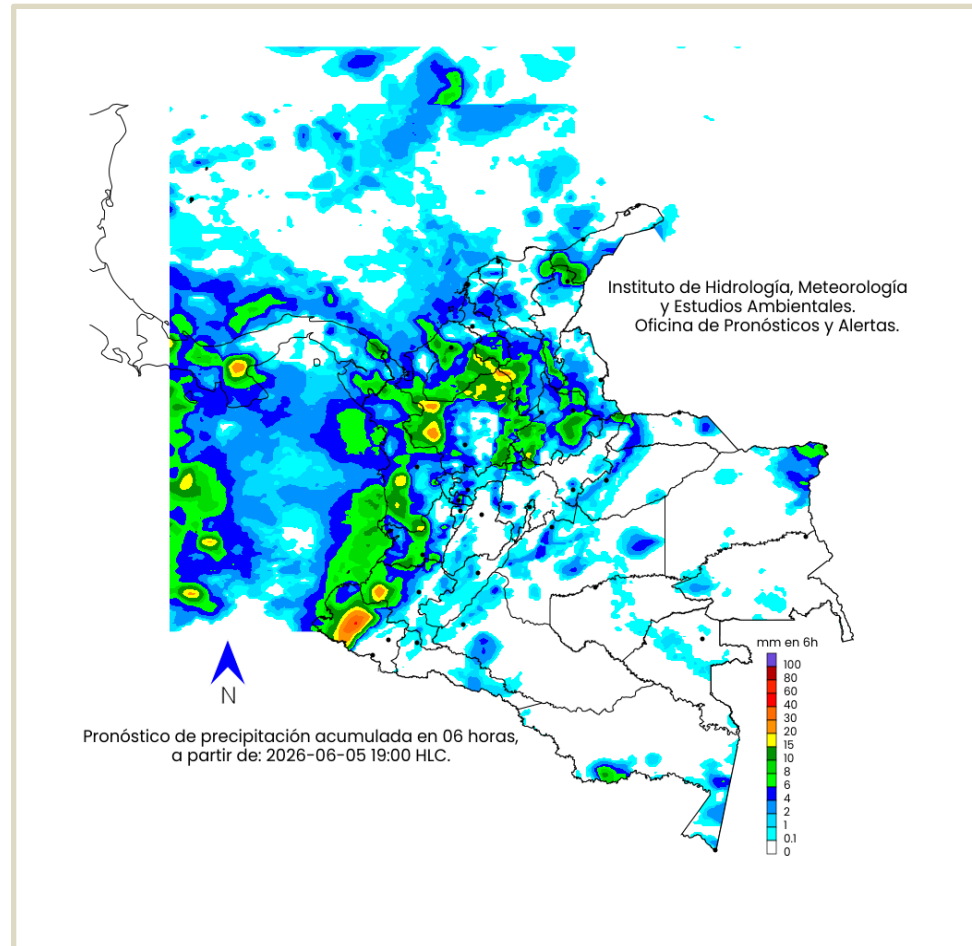 Instituto de Hidrología, Meteorología
y Estudios Ambientales.
Oficina de Pronósticos y Alertas.
mm en 6h
100
80
60
40
30
20
15
10
8
6
4
2
1
0.1
0
N
Pronóstico de precipitación acumulada en 06 horas,
a partir de: 2026-06-05 19:00 HLC.